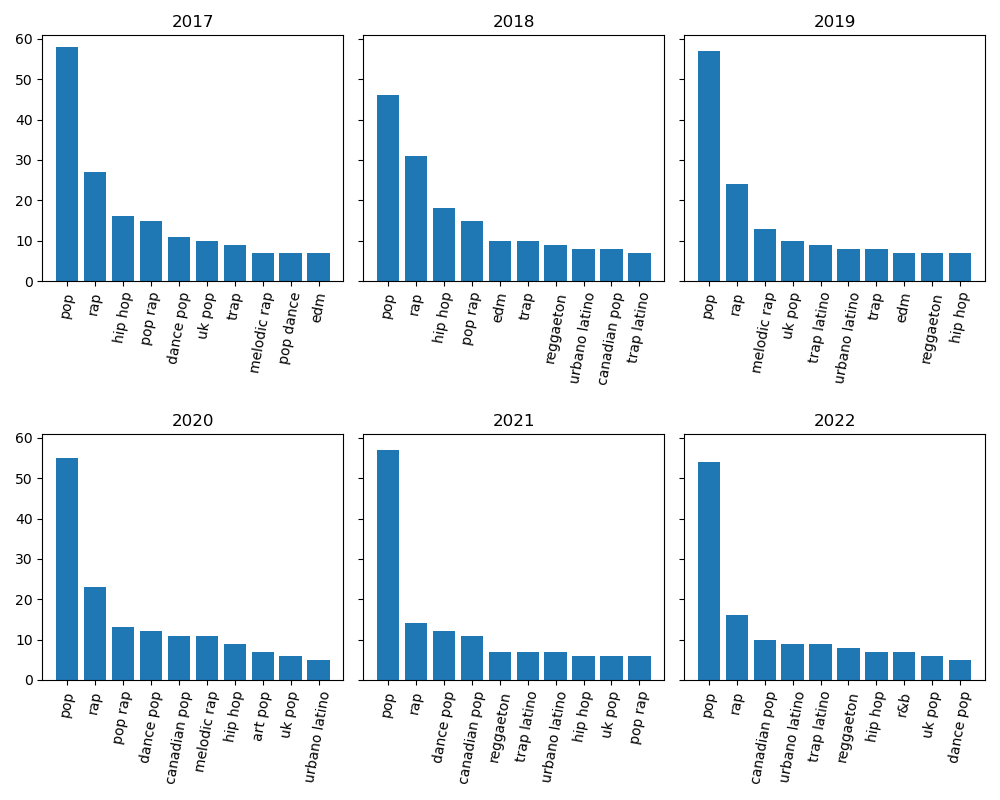 2017
2018
2019
60
50
40
30
20
10
0
pop
rap
hip hop
pop rap
dance pop
uk pop
trap
melodic rap
pop dance
edm
pop
rap
hip hop
pop rap
edm
trap
reggaeton
urbano latino
canadian pop
trap latino
pop
rap
melodic rap
uk pop
trap latino
urbano latino
trap
edm
reggaeton
hip hop
2020
2021
2022
60
50
40
30
20
10
0
pop
rap
pop rap
dance pop
canadian pop
melodic rap
hip hop
art pop
uk pop
urbano latino
pop
rap
dance pop
canadian pop
reggaeton
trap latino
urbano latino
hip hop
uk pop
pop rap
pop
rap
canadian pop
urbano latino
trap latino
reggaeton
hip hop
r&b
uk pop
dance pop